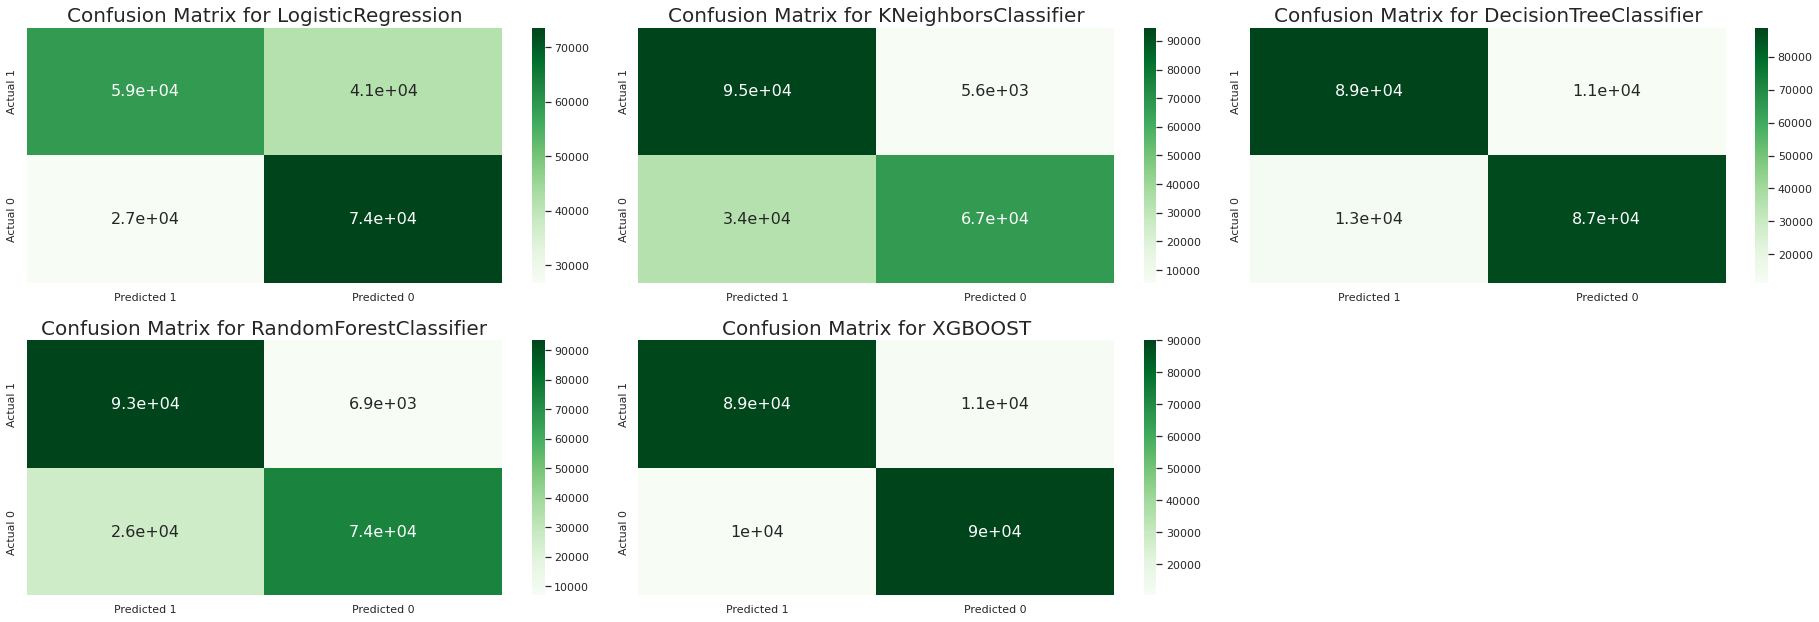 Confusion Matrix for LogisticRegression
Actual 1
Actual 0
5.9e+04
4.1e+04
2.7e+04
7.4e+04
Predicted 1
Predicted 0
70000
60000
50000
40000
30000
Confusion Matrix for KNeighborsClassifier
Actual 1
Actual 0
9.5e+04
5.6e+03
3.4e+04
6.7e+04
Predicted 1
Predicted 0
90000
80000
70000
60000
50000
40000
30000
20000
10000
Confusion Matrix for DecisionTreeClassifier
Actual 1
Actual 0
8.9e+04
1.1e+04
1.3e+04
8.7e+04
Predicted 1
Predicted 0
80000
70000
60000
50000
40000
30000
20000
Confusion Matrix for RandomForestClassifier
Actual 1
Actual 0
9.3e+04
6.9e+03
2.6e+04
7.4e+04
Predicted 1
Predicted 0
90000
80000
70000
60000
50000
40000
30000
20000
10000
Confusion Matrix for XGBOOST
Actual 1
Actual 0
8.9e+04
1.1e+04
1e+04
9e+04
Predicted 1
Predicted 0
90000
80000
70000
60000
50000
40000
30000
20000